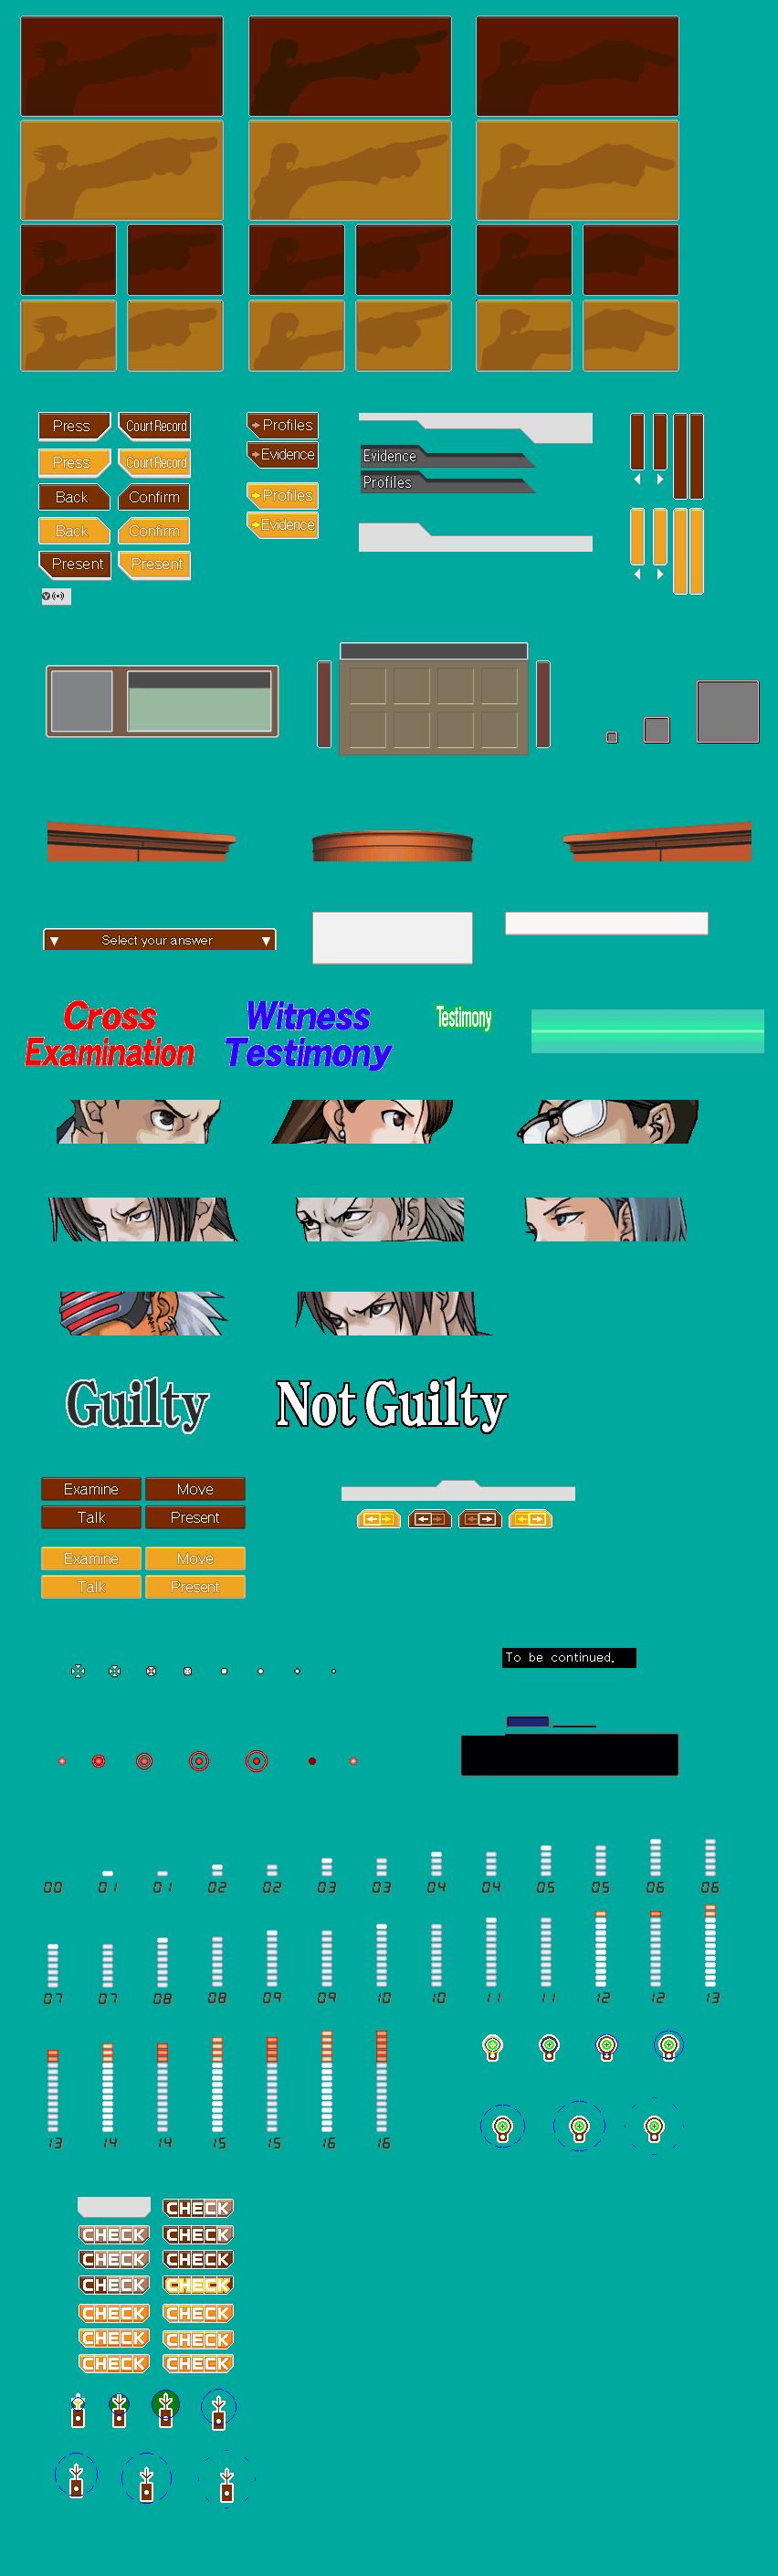 Press Court Record
Press Court Record
Back Confirm
Back Confirm
Present Present
Y
Profiles
Evidence
Profiles
Evidence
Evidence
Profiles
Select your answer
Cross
Examination
Witness
Testimony
Testimony
Guilty
Not Guilty
Examine Move
Talk Present
Examine Move
Talk Present
To be continued.
00 01 01 02 02 03 03 04 04 05 05 06 06
07 07 08 08 09 09 10 10 11 11 12 12 13
13 14 14 15 15 16 16
CHECK
CHECK CHECK
CHECK CHECK
CHECK CHECK
CHECK CHECK
CHECK CHECK
CHECK CHECK